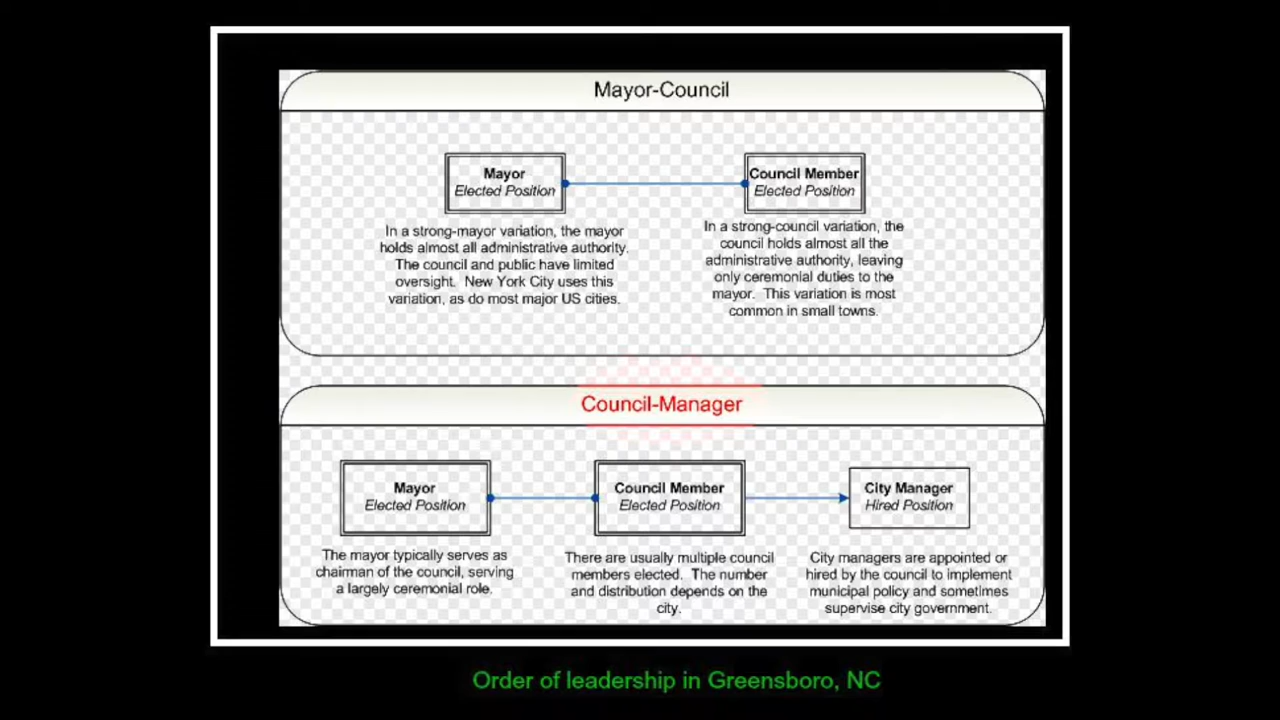 Mayor-Council
Mayor
Elected Position
In a strong-mayor variation, the mayor
holds almost all administrative authority.
The council and public have limited
oversight. New York City uses this
variation, as do most major US cities.
Council Member
Elected Position
In a strong-council variation, the
council holds almost all the
administrative authority, leaving
only ceremonial duties to the
mayor. This variation is most
common in small towns.
Council-Manager
Mayor
Elected Position
The mayor typically serves as
chairman of the council, serving
a largely ceremonial role.
Council Member
Elected Position
There are usually multiple council
members elected. The number
and distribution depends on the
city.
City Manager
Hired Position
City managers are appointed or
hired by the council to implement
municipal policy and sometimes
supervise city government.
Order of leadership in Greensboro, NC